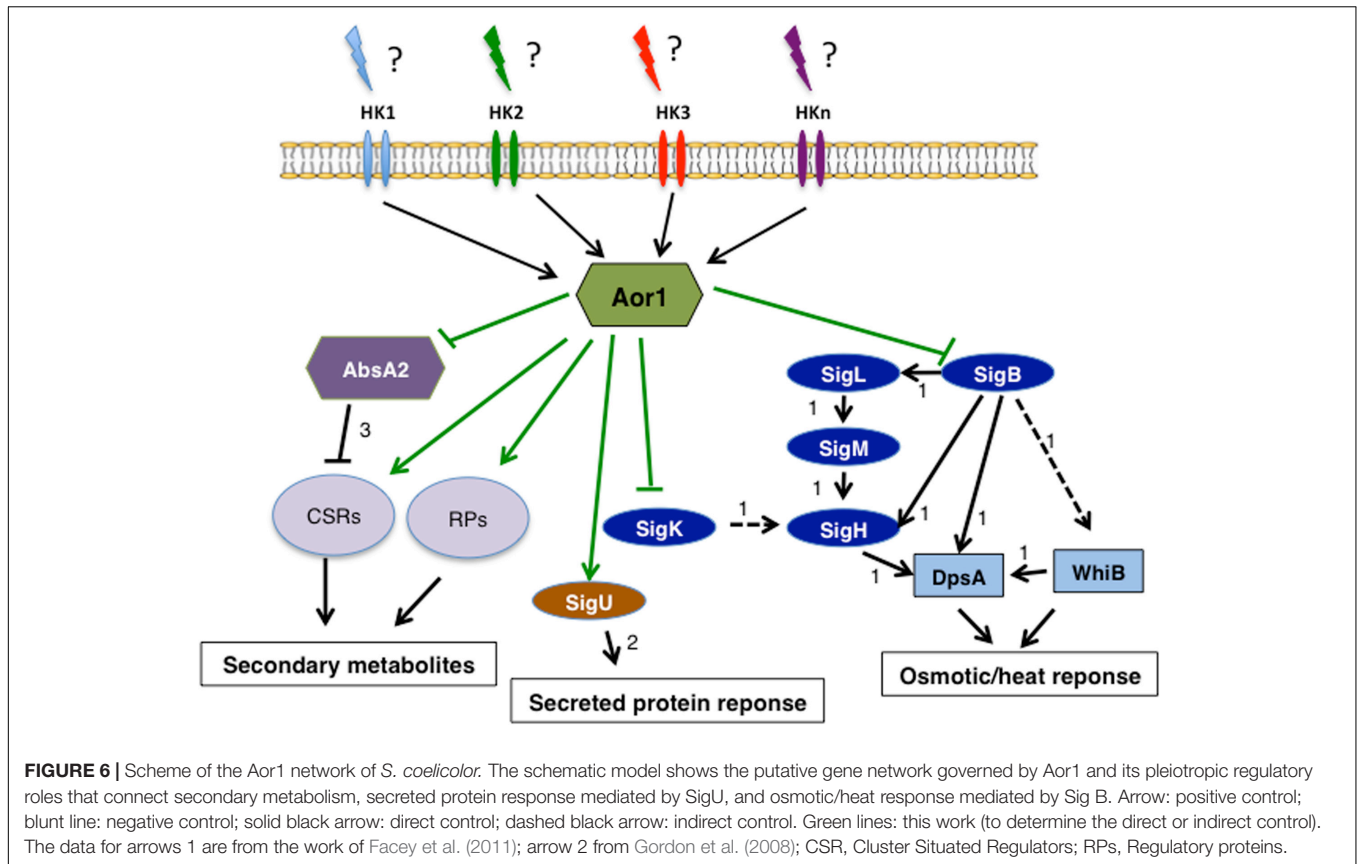 ? ? ? ?
HK1 HK2 HK3 HKn
Aor1
AbsA2
SigL 1 SigB
3
1
SigM
1
1
CSRs
RPs
SigK
1
SigH
1
1
1
DpsA
1
WhiB
SigU
2
Secondary metabolites
Secreted protein reponse
Osmotic/heat reponse
FIGURE 6 | Scheme of the Aor1 network of S. coelicolor. The schematic model shows the putative gene network governed by Aor1 and its pleiotropic regulatory
roles that connect secondary metabolism, secreted protein response mediated by SigU, and osmotic/heat response mediated by Sig B. Arrow: positive control;
blunt line: negative control; solid black arrow: direct control; dashed black arrow: indirect control. Green lines: this work (to determine the direct or indirect control).
The data for arrows 1 are from the work of Facey et al. (2011); arrow 2 from Gordon et al. (2008); CSR, Cluster Situated Regulators; RPs, Regulatory proteins.